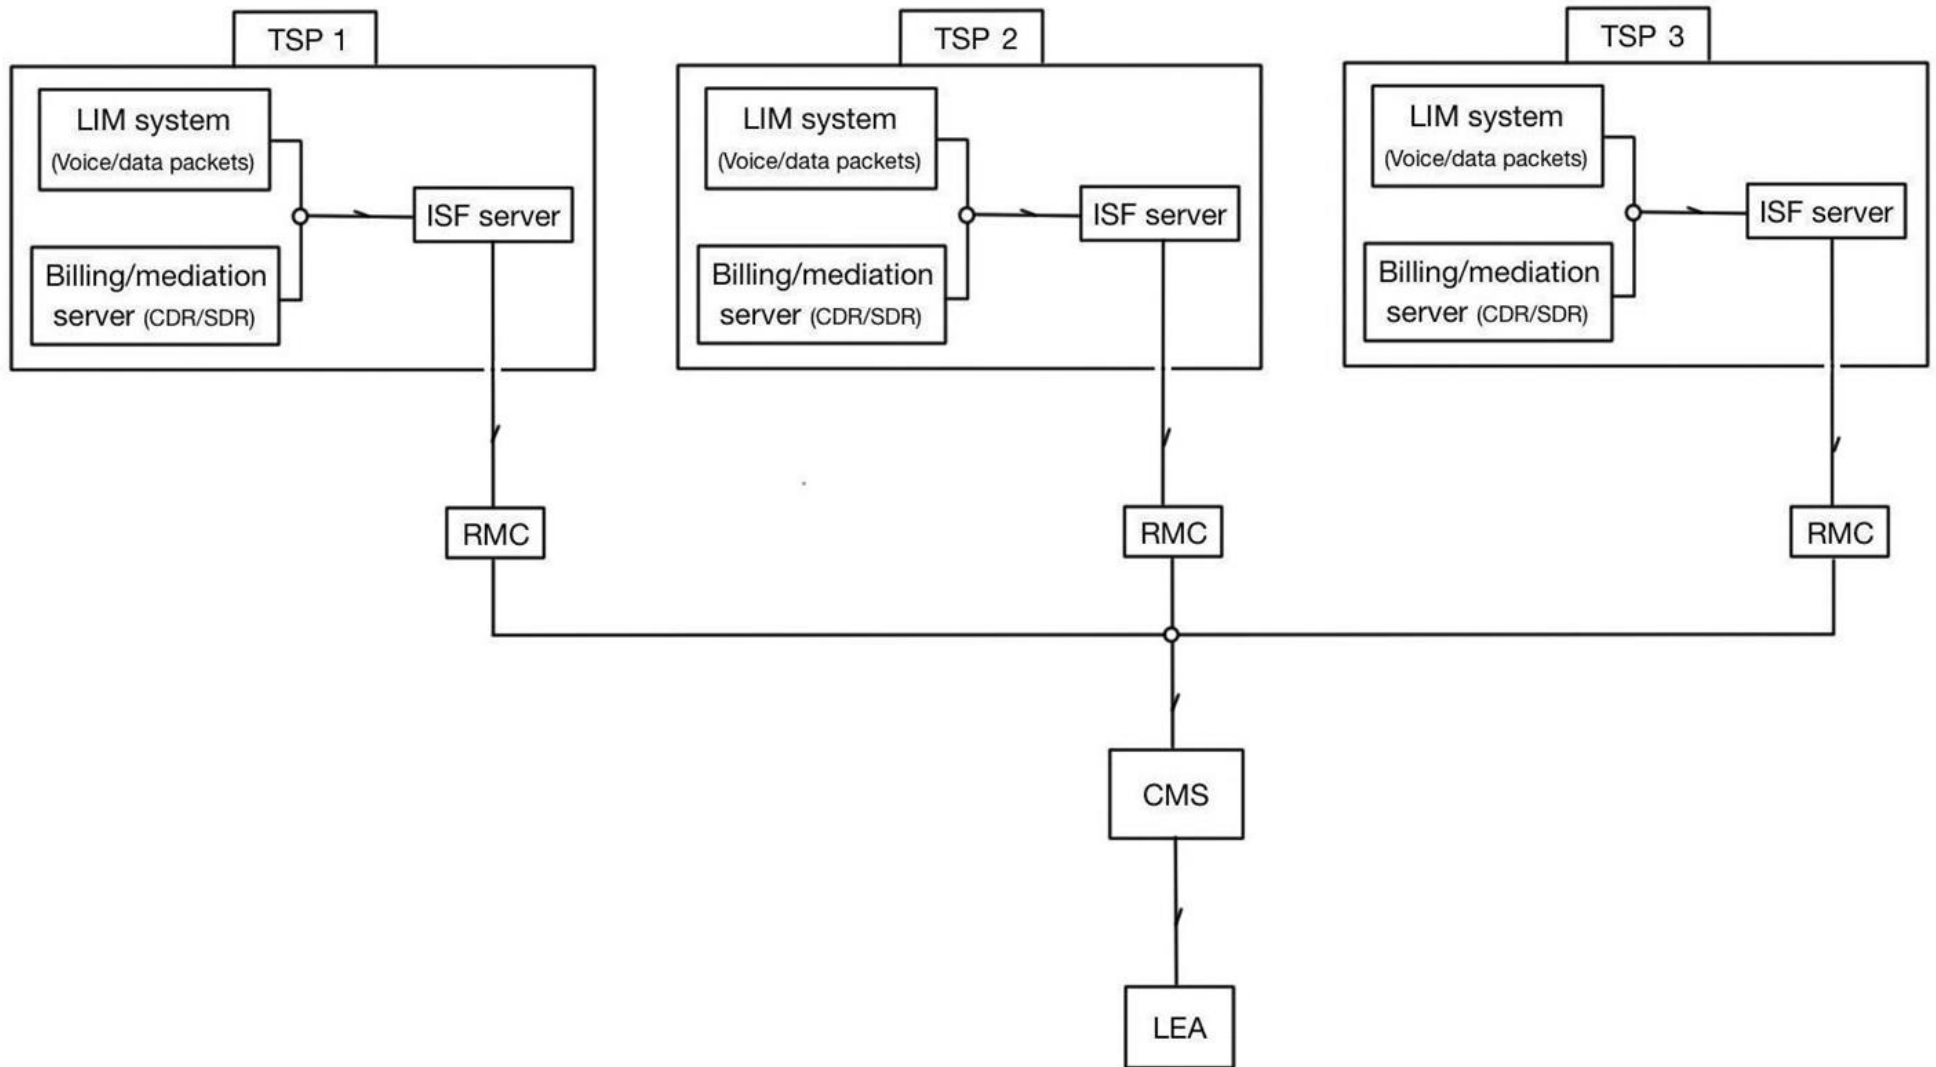 TSP 1
LIM system
(Voice/data packets)
ISF server
Billing/mediation
server (CDR/SDR)
TSP 2
LIM system
(Voice/data packets)
ISF server
Billing/mediation
server (CDR/SDR)
TSP 3
LIM system
(Voice/data packets)
ISF server
Billing/mediation
server (CDR/SDR)
RMC
RMC
RMC
CMS
LEA